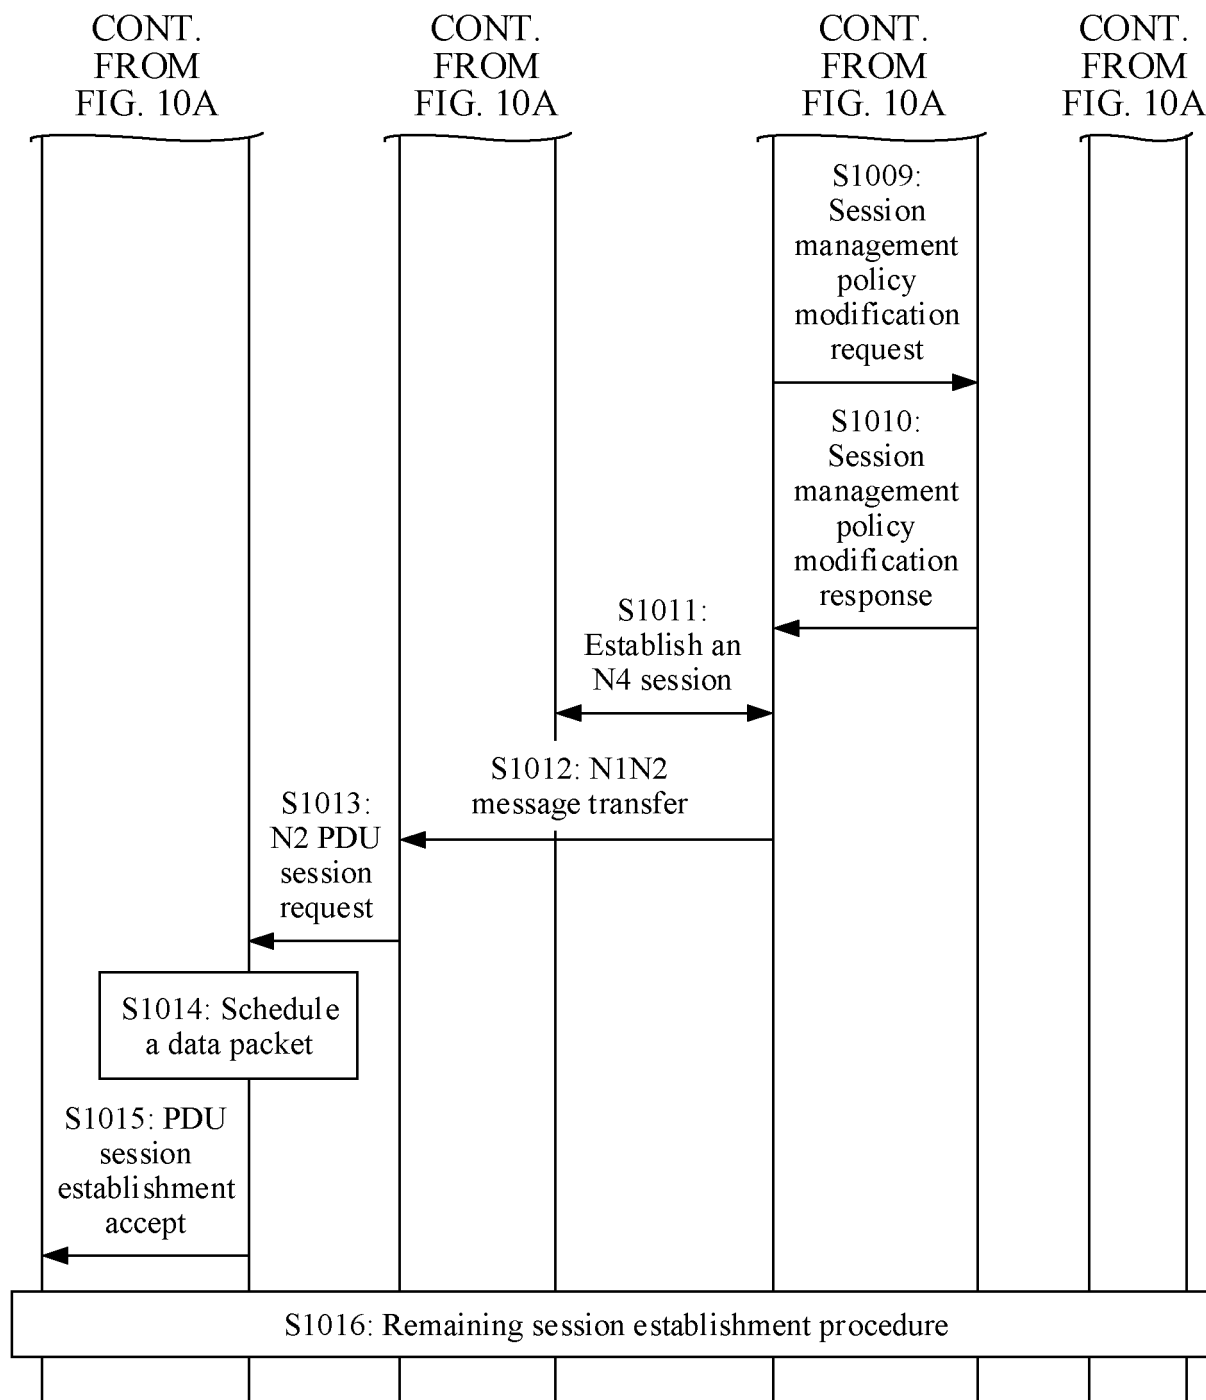 CONT.
FROM
FIG. 10A
CONT.
FROM
FIG. 10A
CONT.
FROM
FIG. 10A
CONT.
FROM
FIG. 10A
S1009:
Session
management
policy
modification
request
S1010:
Session
management
policy
modification
response
S1011:
Establish an
N4 session
S1012: N1N2
message transfer
S1013:
N2 PDU
session
request
S1014: Schedule
a data packet
S1015: PDU
session
establishment
accept
S1016: Remaining session establishment procedure